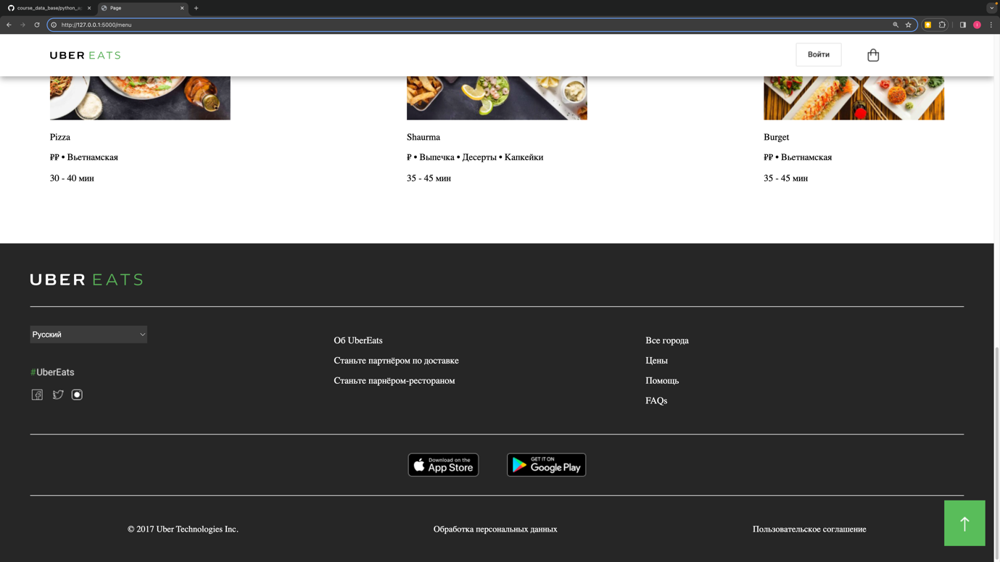 course_data_base/python_a
Page
http://127.0.0.1:5000/menu
UBER EATS
Войти
Pizza
₽₽ • Вьетнамская
30 - 40 мин
Shaurma
₽ • Выпечка • Десерты • Капкейки
35 - 45 мин
Burget
₽₽ • Вьетнамская
35 - 45 мин
UBER EATS
Русский
#UberEats
Об UberEats
Станьте партнёром по доставке
Станьте парнёром-рестораном
Все города
Цены
Помощь
FAQs
Download on the
App Store
GET IT ON
Google Play
© 2017 Uber Technologies Inc.
Обработка персональных данных
Пользовательское соглашение